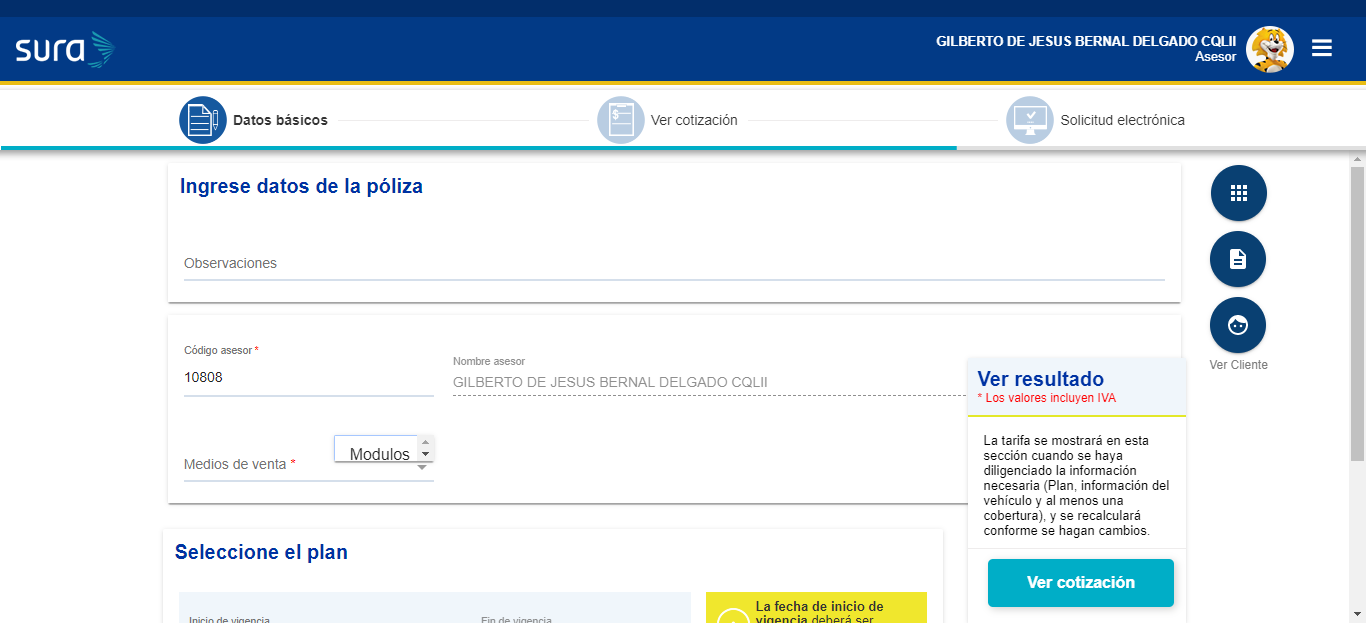 sura
GILBERTO DE JESUS BERNAL DELGADO CQLII
Asesor
Datos básicos
Ver cotización
Solicitud electrónica
Ingrese datos de la póliza
Observaciones
Código asesor *
10808
Nombre asesor
GILBERTO DE JESUS BERNAL DELGADO CQLII
Medios de venta *
Modulos
Ver Cliente
Ver resultado
* Los valores incluyen IVA
La tarifa se mostrará en esta
sección cuando se haya
diligenciado la información
necesaria (Plan, información del
vehículo y al menos una
cobertura), y se recalculará
conforme se hagan cambios.
Ver cotización
Seleccione el plan
Inicio de vigencia
Fin de vigencia
La fecha de inicio de
vigencia deberá ser